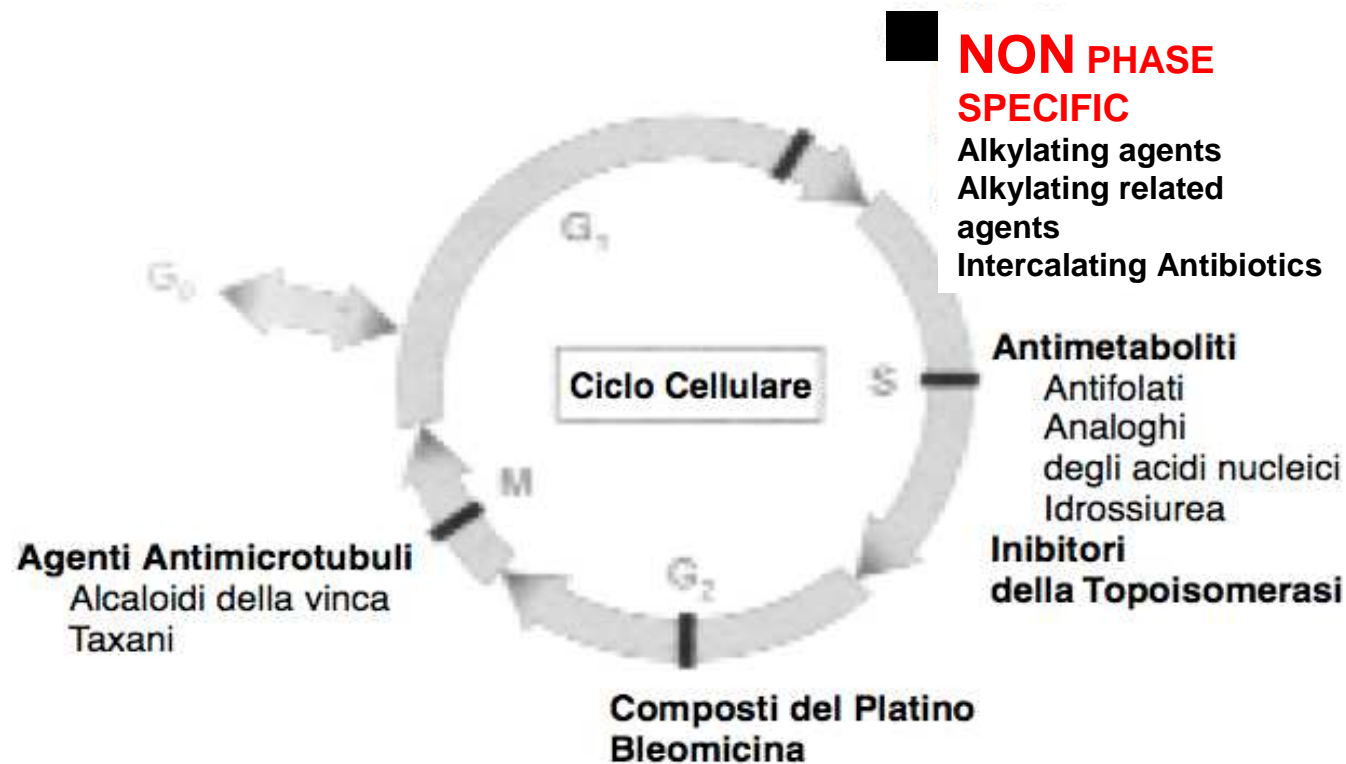 NON PHASE
SPECIFIC
Alkylating agents
Alkylating related
agents
Intercalating Antibiotics
G₁
G₀
Ciclo Cellulare
S
Antimetaboliti
Antifolati
Analoghi
degli acidi nucleici
Idrossiurea
Inibitori
della Topoisomerasi
M
Agenti Antimicrotubuli
Alcaloidi della vinca
Taxani
G₂
Composti del Platino
Bleomicina